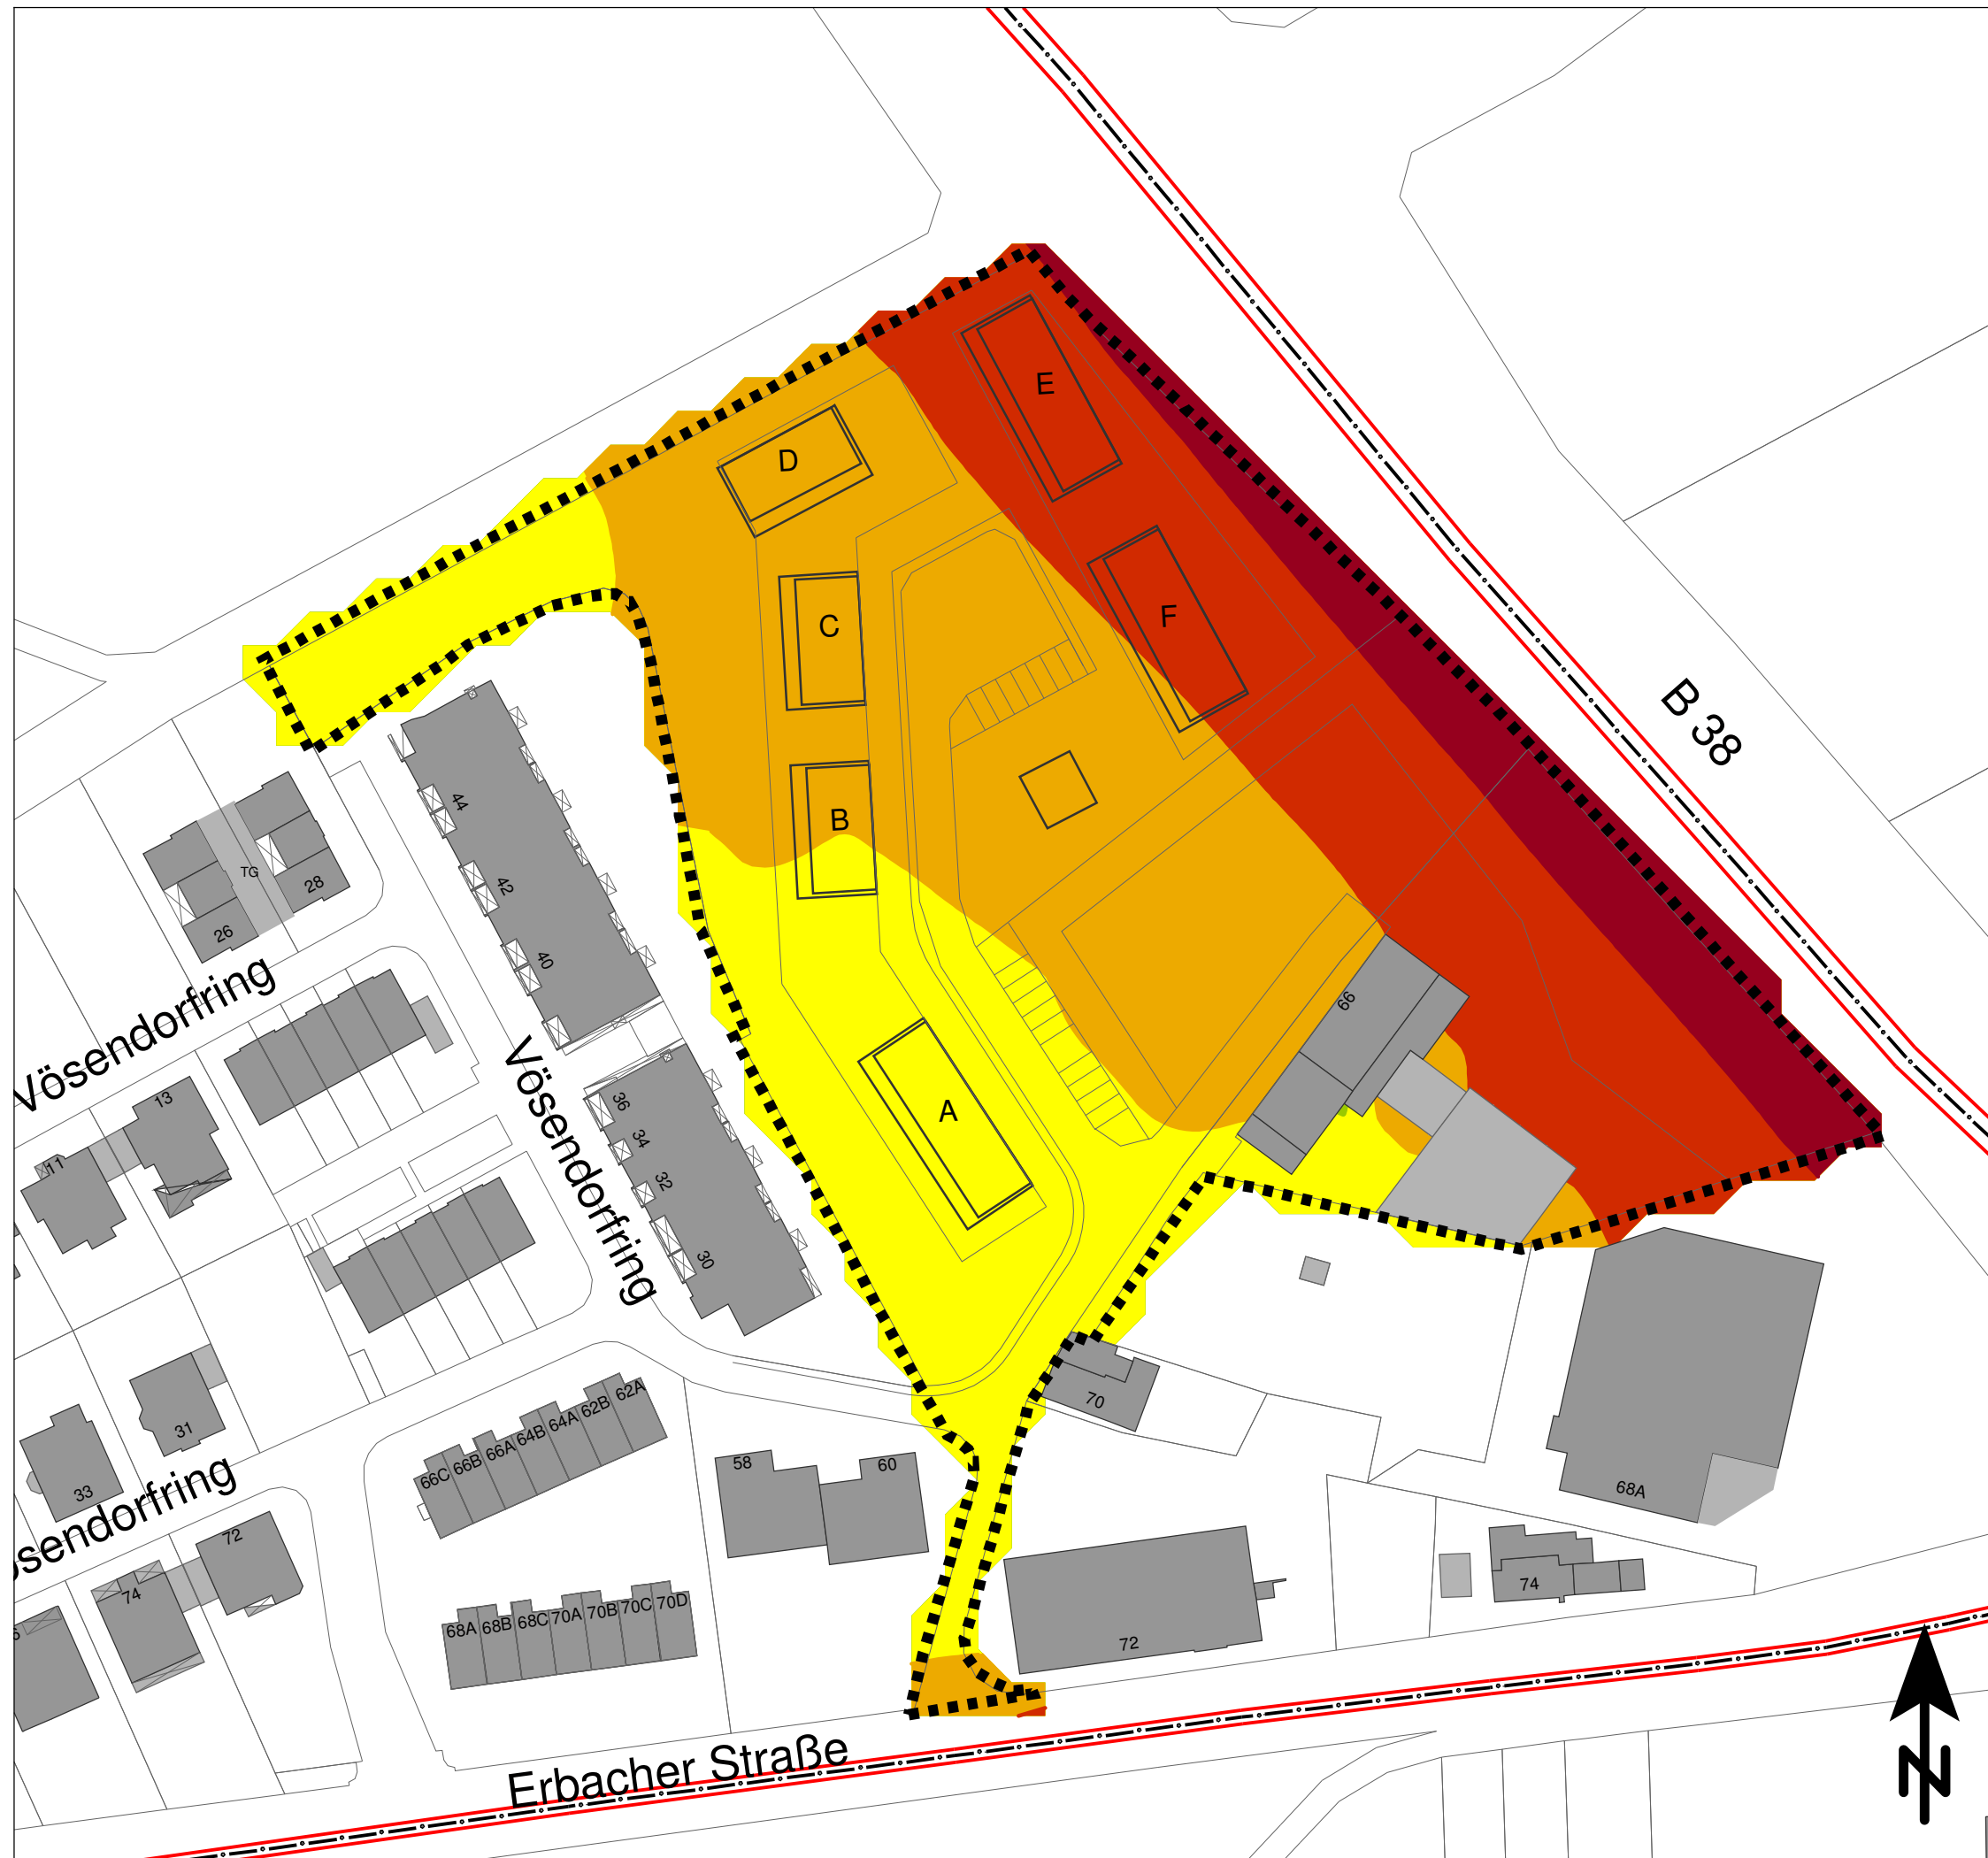 E
D
F
C
B 38
44
B
TG
42
28
26
40
66
Vösendorfring
13
36
A
34
11
32
Vösendorfring
30
62A
62B
64A
64B
66A
66B
66C
70
31
58
60
33
68A
ösendorfring
72
74
74
68A
68B
68C
70A
70B
70C
70D
72
Erbacher Straße
N